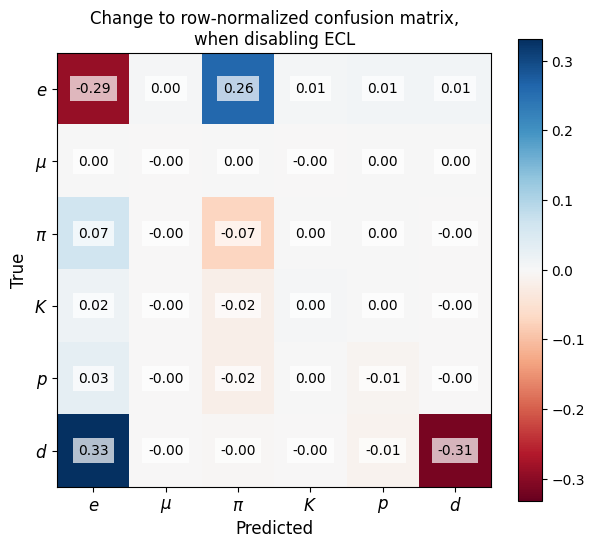 Change to row-normalized confusion matrix,
when disabling ECL
e -0.29 0.00 0.26 0.01 0.01 0.01
μ 0.00 -0.00 0.00 -0.00 0.00 0.00
π 0.07 -0.00 -0.07 0.00 0.00 -0.00
K 0.02 -0.00 -0.02 0.00 0.00 -0.00
p 0.03 -0.00 -0.02 0.00 -0.01 -0.00
d 0.33 -0.00 -0.00 -0.00 -0.01 -0.31
e μ π K p d
Predicted
True
0.3
0.2
0.1
0.0
−0.1
−0.2
−0.3